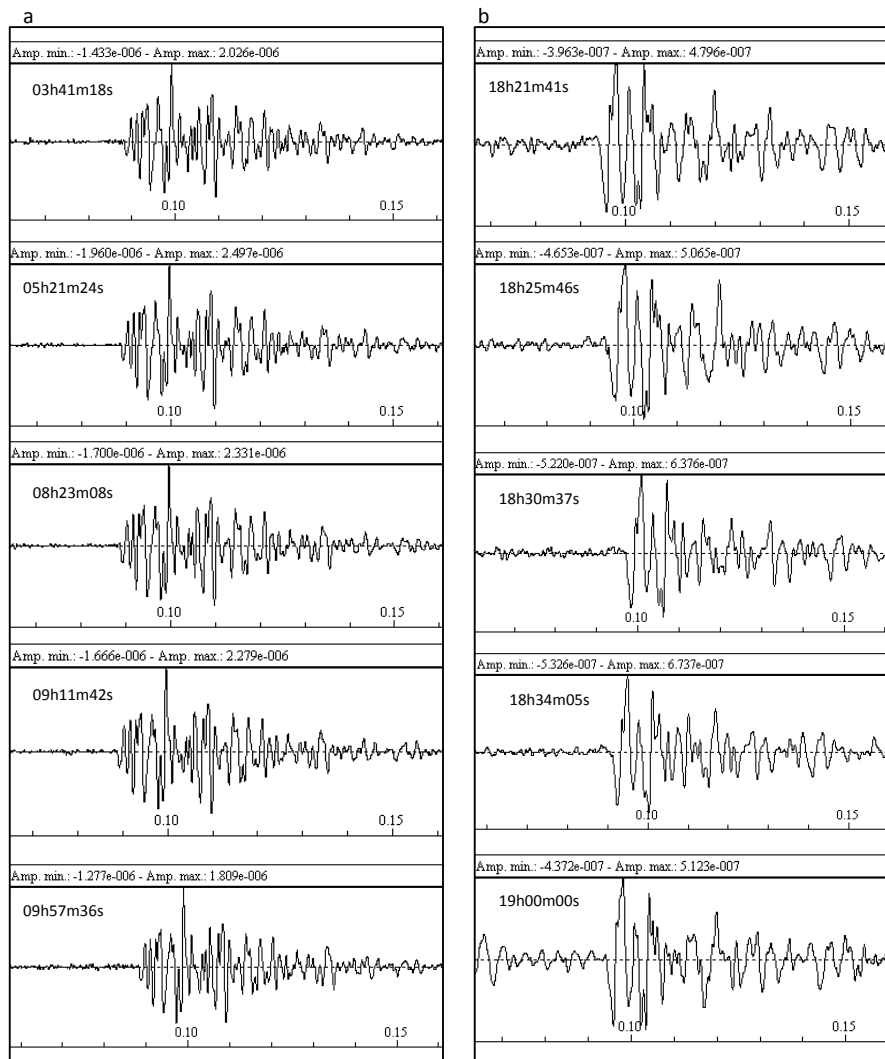 a
Amp. min.: -1.433e-006 - Amp. max.: 2.026e-006
03h41m18s
0.10 0.15
Amp. min.: -1.960e-006 - Amp. max.: 2.497e-006
05h21m24s
0.10 0.15
Amp. min.: -1.700e-006 - Amp. max.: 2.331e-006
08h23m08s
0.10 0.15
Amp. min.: -1.666e-006 - Amp. max.: 2.279e-006
09h11m42s
0.10 0.15
Amp. min.: -1.277e-006 - Amp. max.: 1.809e-006
09h57m36s
0.10 0.15
b
Amp. min.: -3.963e-007 - Amp. max.: 4.796e-007
18h21m41s
0.10 0.15
Amp. min.: -4.653e-007 - Amp. max.: 5.065e-007
18h25m46s
0.10 0.15
Amp. min.: -5.220e-007 - Amp. max.: 6.376e-007
18h30m37s
0.10 0.15
Amp. min.: -5.326e-007 - Amp. max.: 6.737e-007
18h34m05s
0.10 0.15
Amp. min.: -4.372e-007 - Amp. max.: 5.123e-007
19h00m00s
0.10 0.15